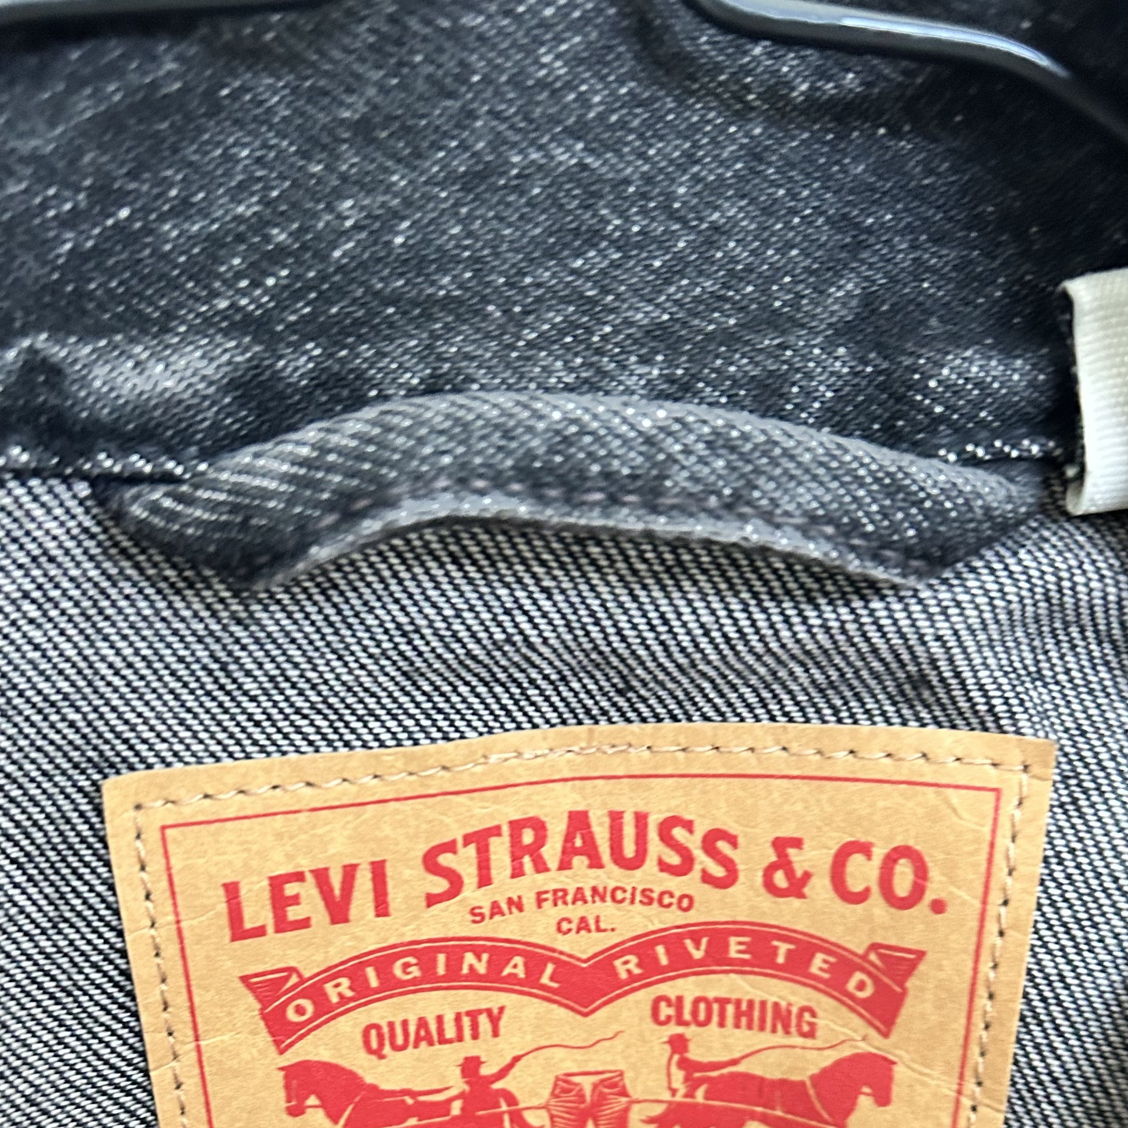 LEVI STRAUSS & CO.
SAN FRANCISCO
CAL.
ORIGINAL RIVETED
QUALITY CLOTHING